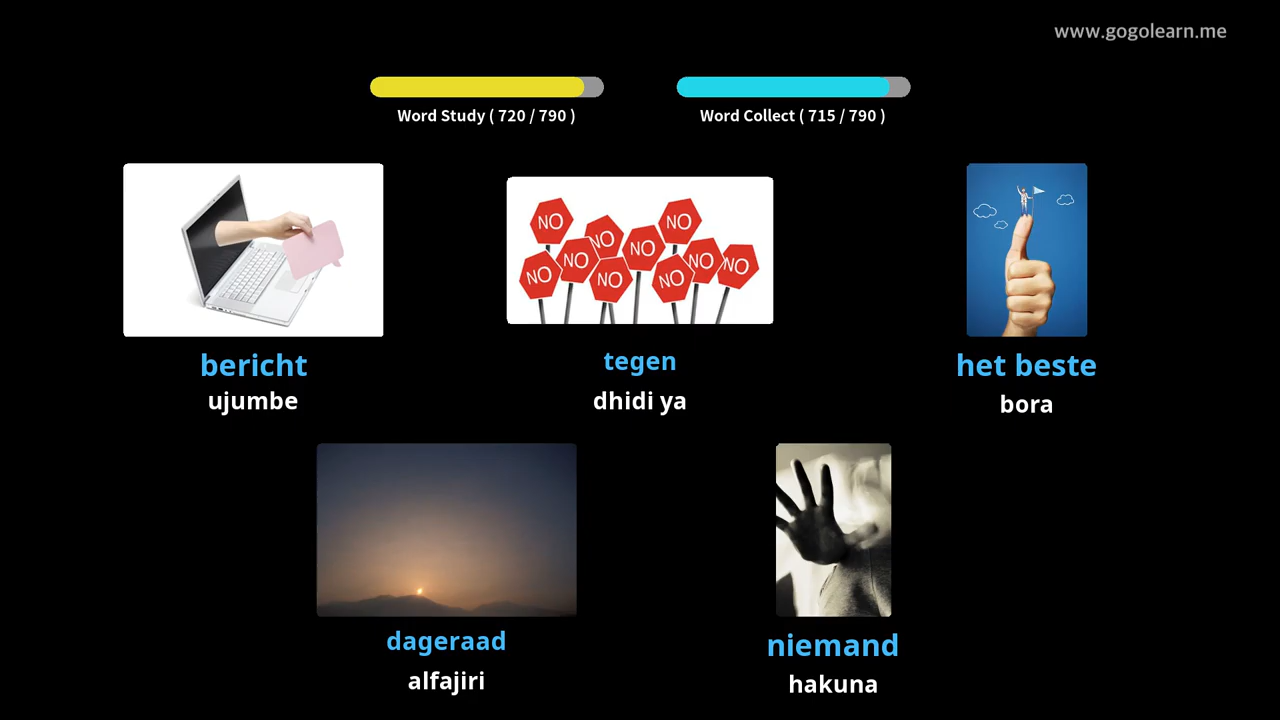 www.gogolearn.me
Word Study ( 720 / 790 )
Word Collect ( 715 / 790 )
NO
NO
NO
NO
NO
NO
NO
NO
NO
NO
bericht
ujumbe
tegen
dhidi ya
het beste
bora
dageraad
alfajiri
niemand
hakuna